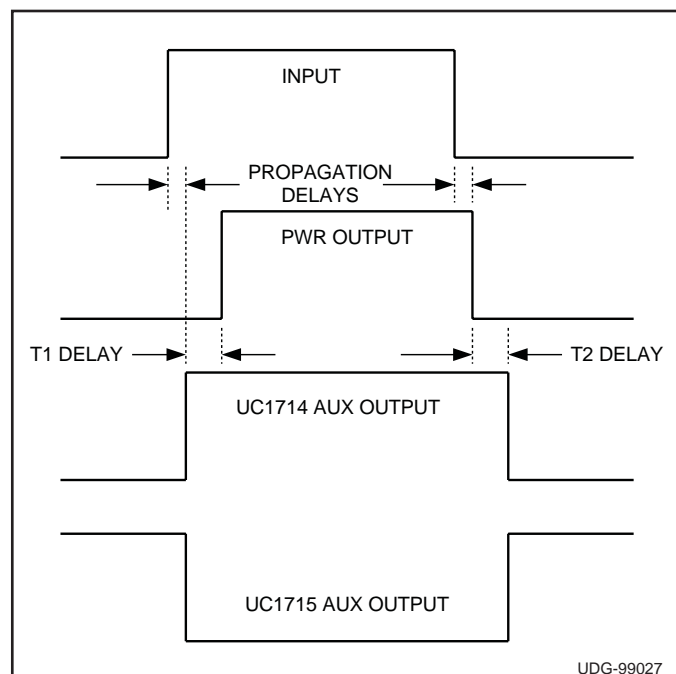 INPUT
PROPAGATION
DELAYS
PWR OUTPUT
T1 DELAY
T2 DELAY
UC1714 AUX OUTPUT
UC1715 AUX OUTPUT
UDG-99027